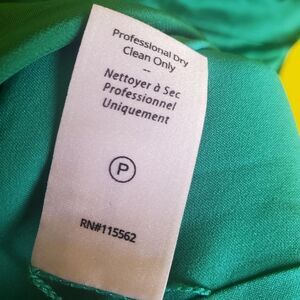 Professional Dry
Clean Only
--
Nettoyer à Sec
Professionnel
Uniquement
P
RN#115562